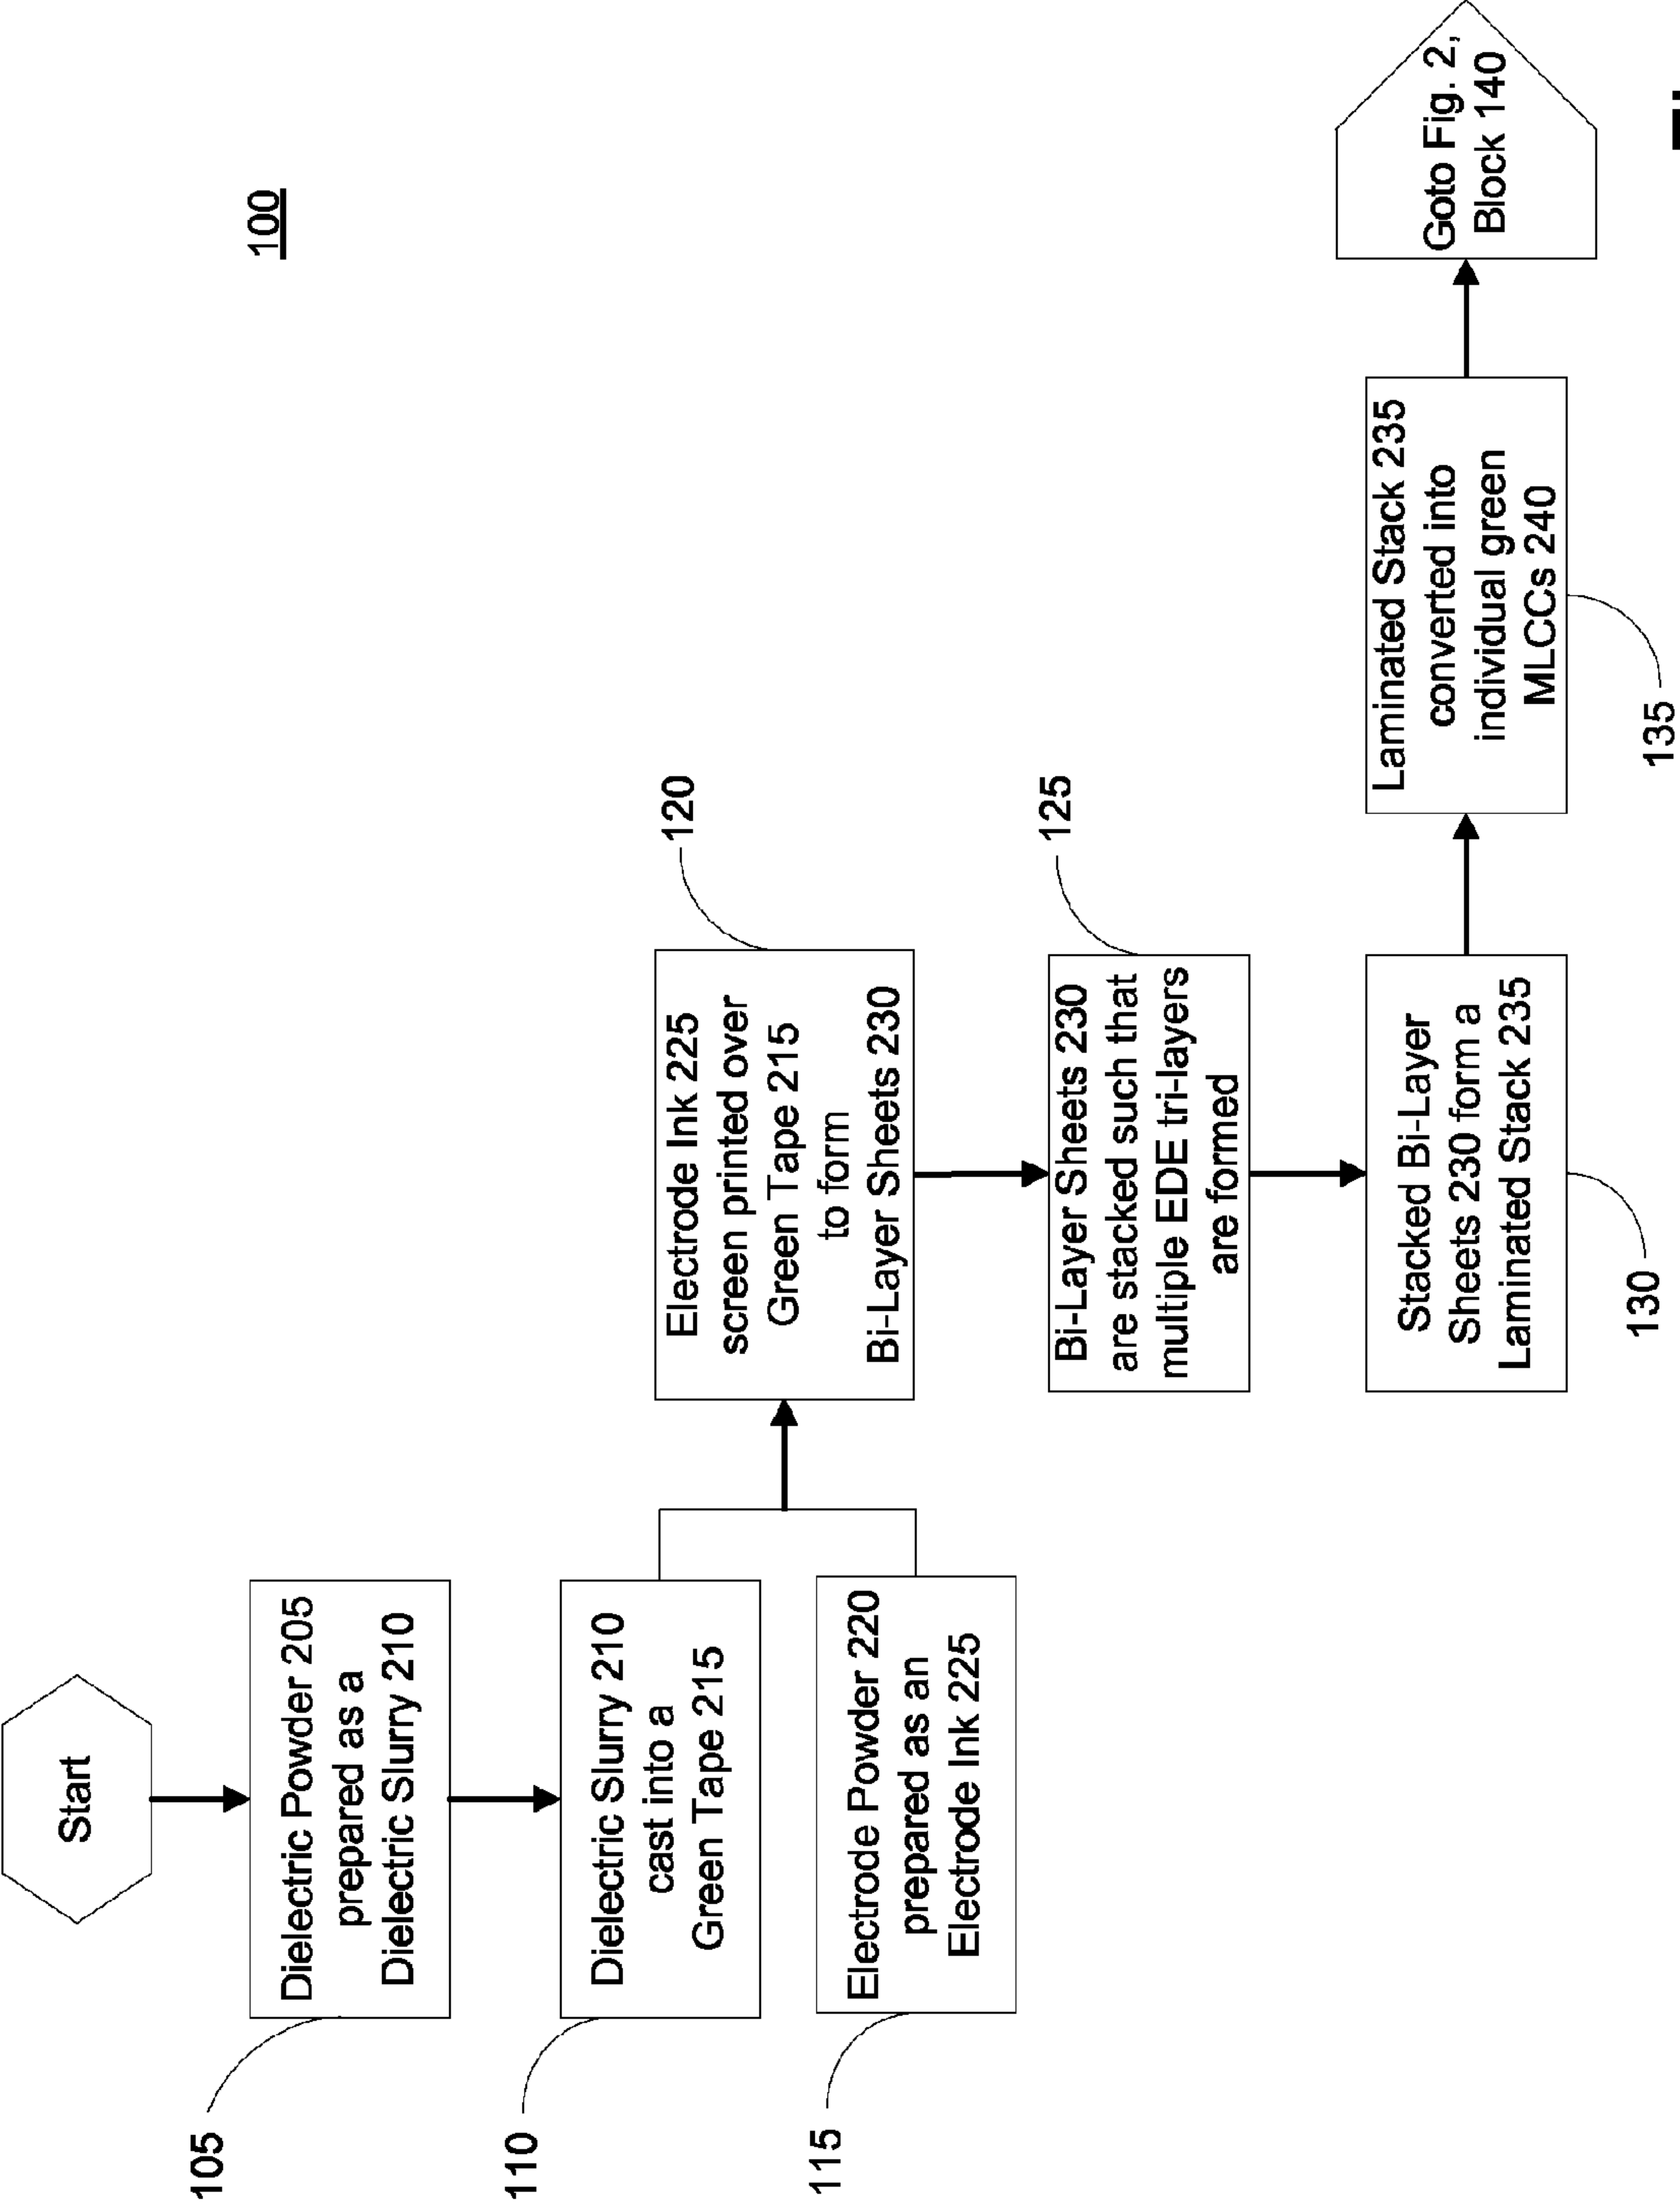 100
Start
Dielectric Powder 205
prepared as a
Dielectric Slurry 210
105
Dielectric Slurry 210
cast into a
Green Tape 215
110
Electrode Powder 220
prepared as an
Electrode Ink 225
115
Electrode Ink 225
screen printed over
Green Tape 215
to form
Bi-Layer Sheets 230
120
Bi-Layer Sheets 230
are stacked such that
multiple EDE tri-layers
are formed
125
Stacked Bi-Layer
Sheets 230 form a
Laminated Stack 235
130
Laminated Stack 235
converted into
individual green
MLCCs 240
135
Goto Fig. 2,
Block 140